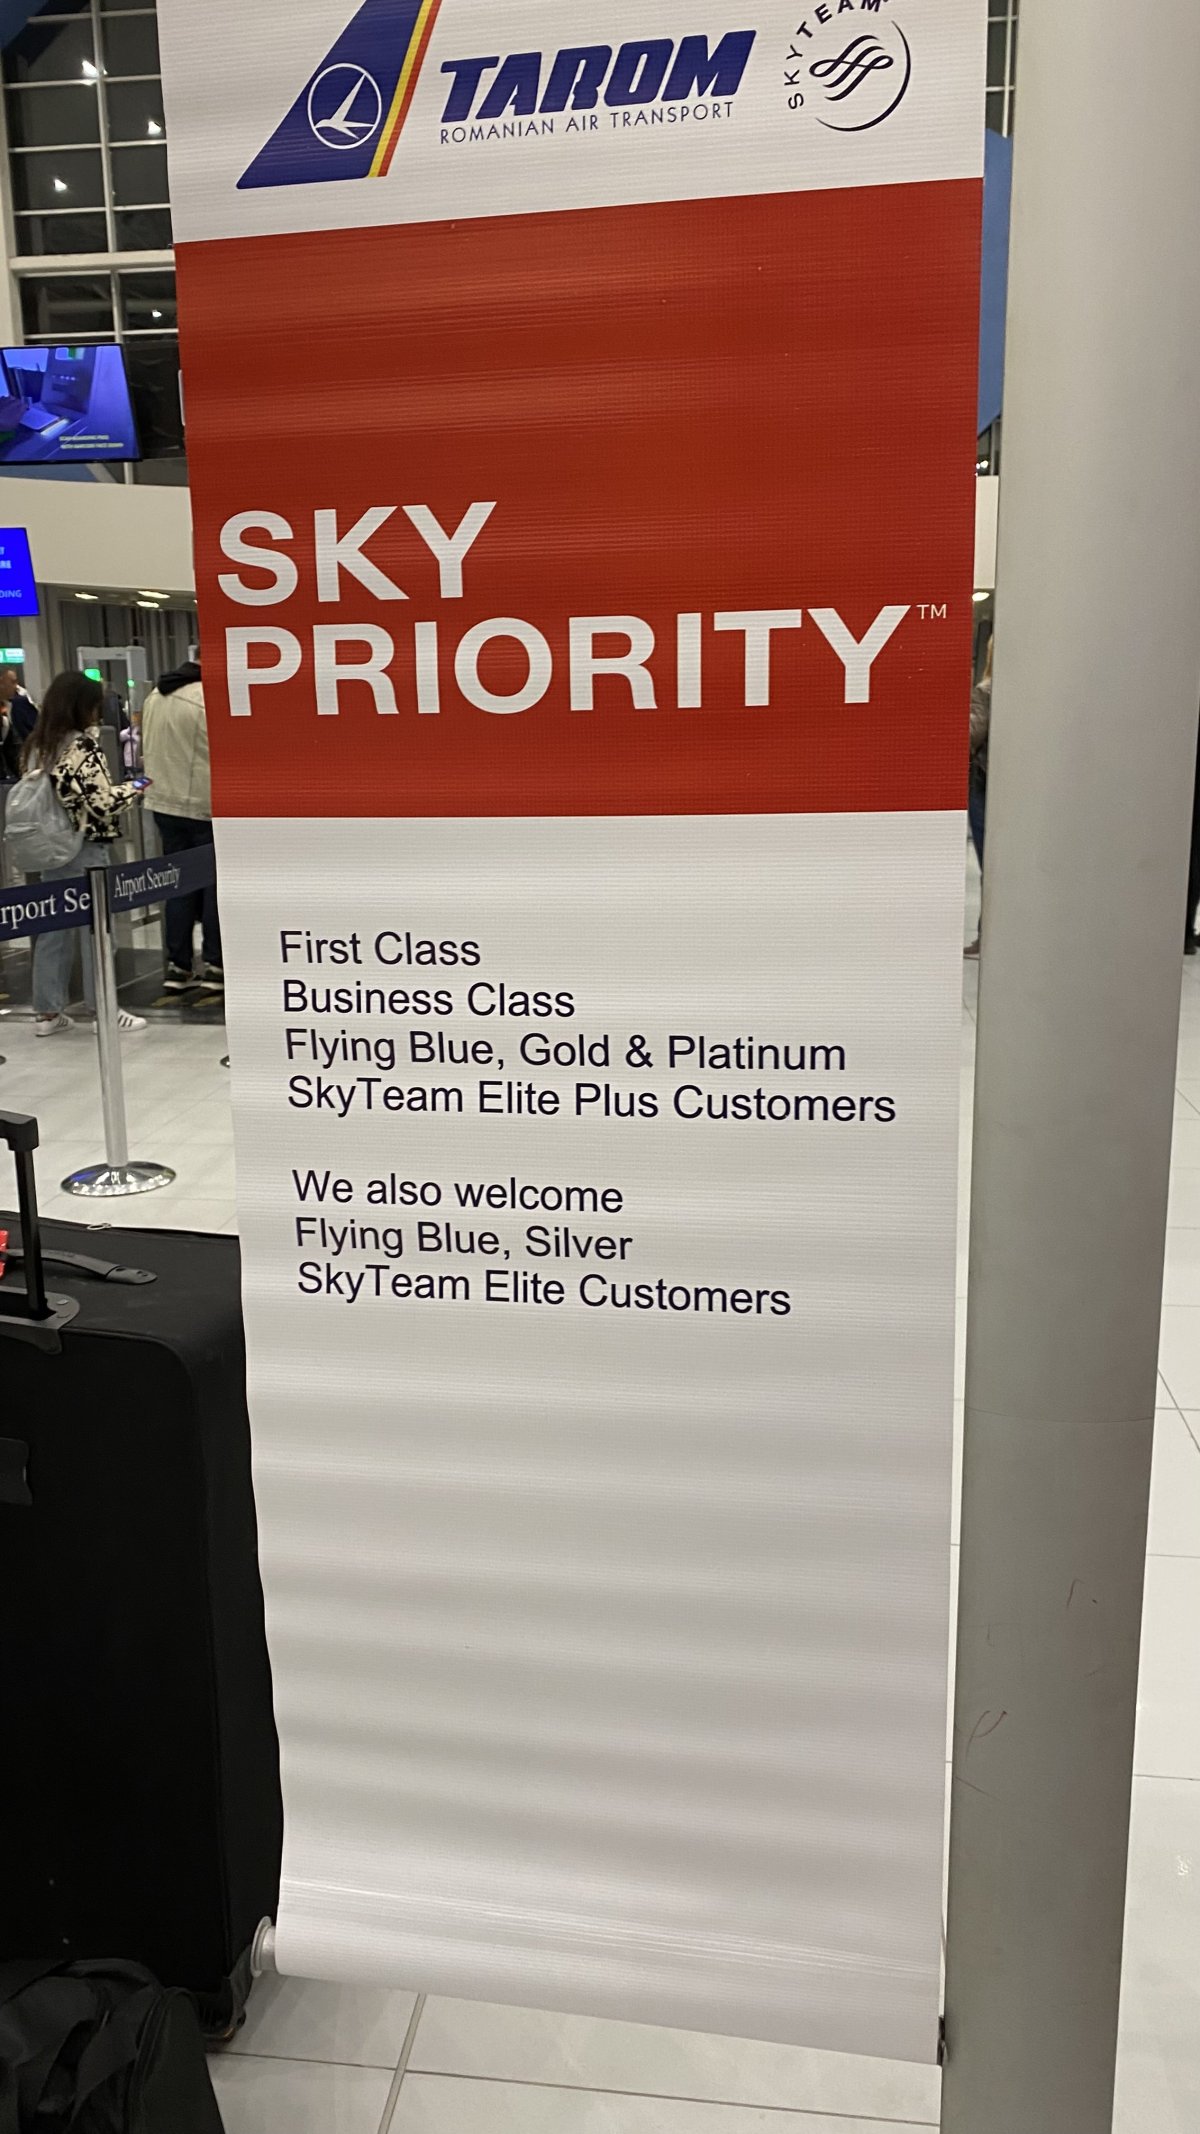 TAROM
ROMANIAN AIR TRANSPORT
SKYTEAM
SKY
PRIORITY™
First Class
Business Class
Flying Blue, Gold & Platinum
SkyTeam Elite Plus Customers
We also welcome
Flying Blue, Silver
SkyTeam Elite Customers
rport Se
Airport Security
DING